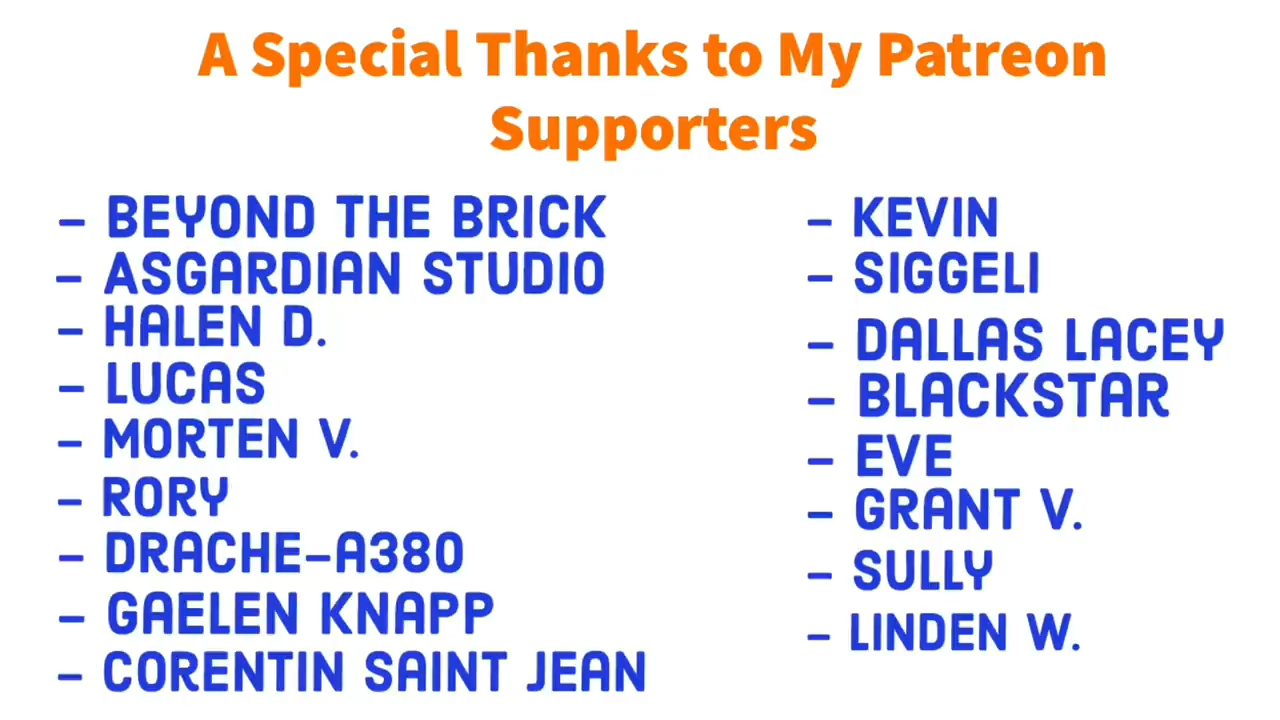 A Special Thanks to My Patreon
Supporters
- BEYOND THE BRICK
- ASGARDIAN STUDIO
- HALEN D.
- LUCAS
- MORTEN V.
- RORY
- DRACHE-A380
- GAELEN KNAPP
- CORENTIN SAINT JEAN
- KEVIN
- SIGGELI
- DALLAS LACEY
- BLACKSTAR
- EVE
- GRANT V.
- SULLY
- LINDEN W.